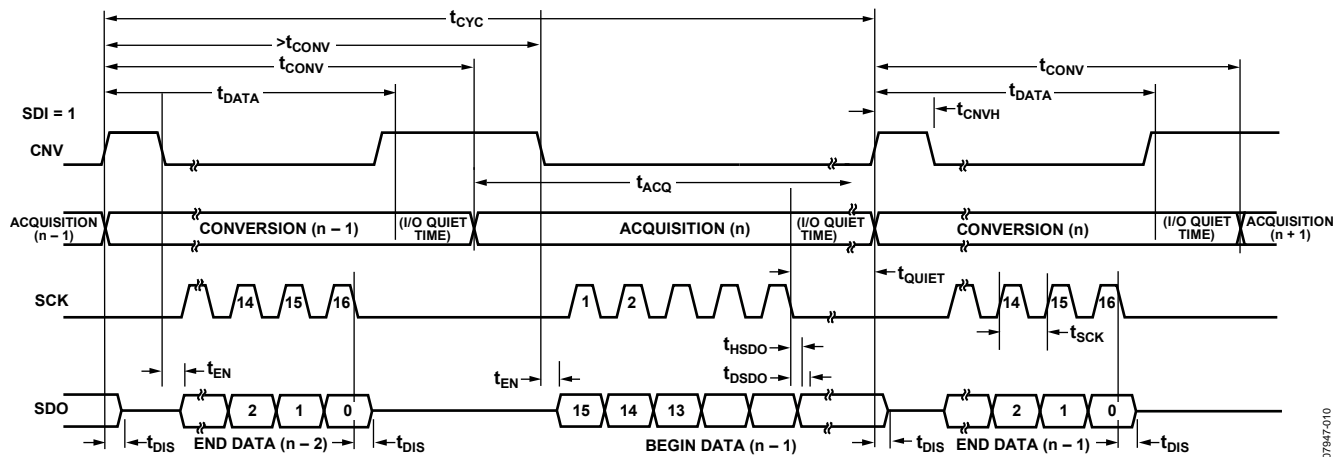 tCYC
>tCONV
tCONV
tCONV
tDATA
tDATA
SDI = 1
tCNVH
CNV
tACQ
ACQUISITION
(n – 1)
CONVERSION (n – 1)
(I/O QUIET
TIME)
ACQUISITION (n)
(I/O QUIET
TIME)
CONVERSION (n)
(I/O QUIET
TIME)
ACQUISITION
(n + 1)
tQUIET
SCK
14 15 16
1 2
14 15 16
tSCK
tHSDO
tEN
tEN
tDSDO
SDO
2 1 0
15 14 13
2 1 0
tDIS
END DATA (n – 2)
tDIS
BEGIN DATA (n – 1)
tDIS
END DATA (n – 1)
tDIS
07947-010